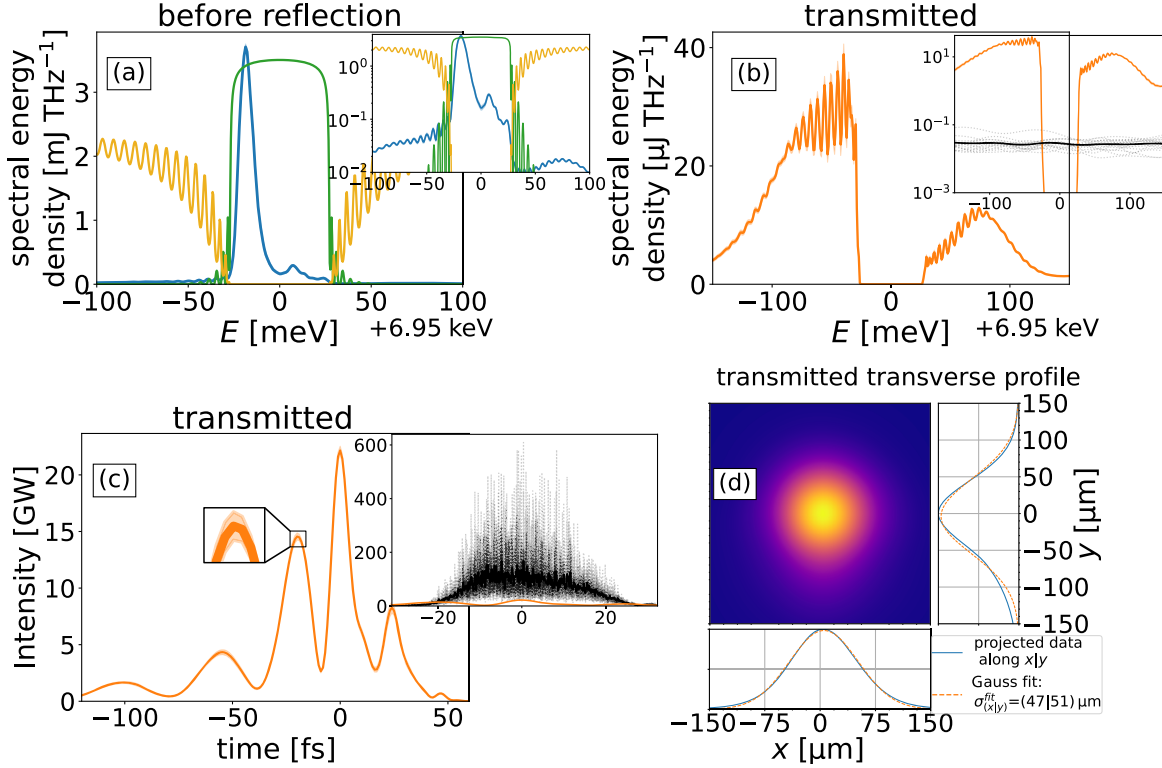 before reflection
(a)
spectral energy
density [mJ THz⁻¹]
3
2
1
0
−100
−50
0
50
100
E [meV]
+6.95 keV
10⁰
10⁻¹
10⁻²
−100
−50
0
50
100
transmitted
(b)
spectral energy
density [µJ THz⁻¹]
40
30
20
10
0
−100
0
100
E [meV]
+6.95 keV
10¹
10⁻¹
10⁻³
−100
0
100
transmitted
(c)
Intensity [GW]
20
15
10
5
0
−100
−50
0
50
time [fs]
600
400
200
0
−20
0
20
transmitted transverse profile
(d)
150
100
50
0
−50
−100
−150
y [µm]
−150
−75
0
75
150
x [µm]
projected data
along x|y
Gauss fit:
σ^{fit}_{(x|y)}=(47|51) µm